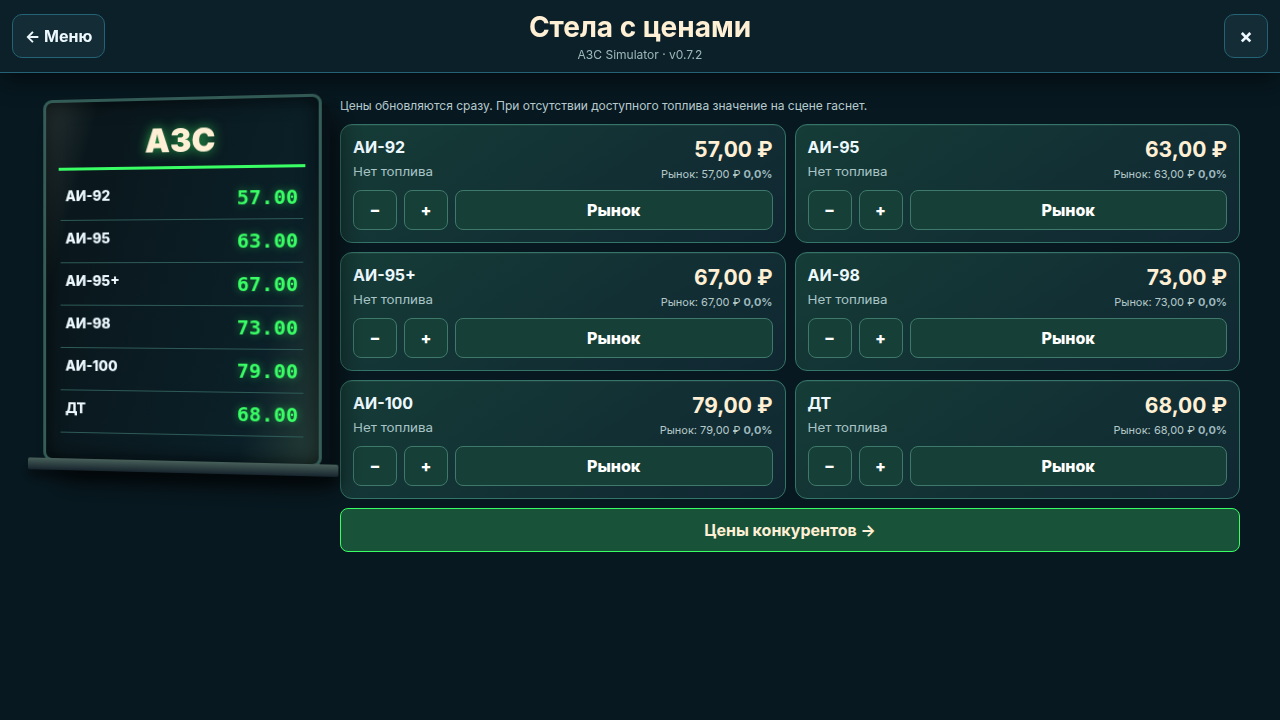 ← Меню
Стела с ценами
АЗС Simulator · v0.7.2
×
АЗС
АИ-92 57.00
АИ-95 63.00
АИ-95+ 67.00
АИ-98 73.00
АИ-100 79.00
ДТ 68.00
Цены обновляются сразу. При отсутствии доступного топлива значение на сцене гаснет.
АИ-92 57,00 ₽
Нет топлива Рынок: 57,00 ₽ 0,0%
− + Рынок
АИ-95 63,00 ₽
Нет топлива Рынок: 63,00 ₽ 0,0%
− + Рынок
АИ-95+ 67,00 ₽
Нет топлива Рынок: 67,00 ₽ 0,0%
− + Рынок
АИ-98 73,00 ₽
Нет топлива Рынок: 73,00 ₽ 0,0%
− + Рынок
АИ-100 79,00 ₽
Нет топлива Рынок: 79,00 ₽ 0,0%
− + Рынок
ДТ 68,00 ₽
Нет топлива Рынок: 68,00 ₽ 0,0%
− + Рынок
Цены конкурентов →